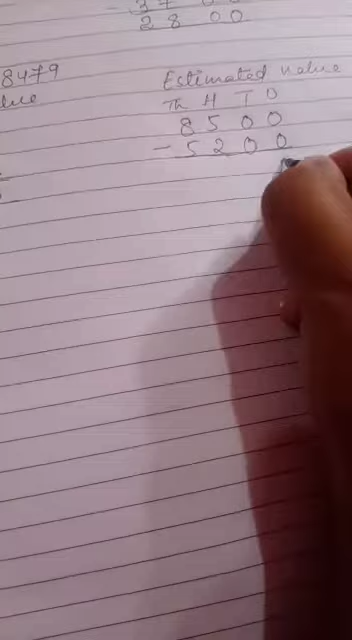 2 8 0 0
8479
Estimated value
Th H T O
8 5 0 0
- 5 2 0 0